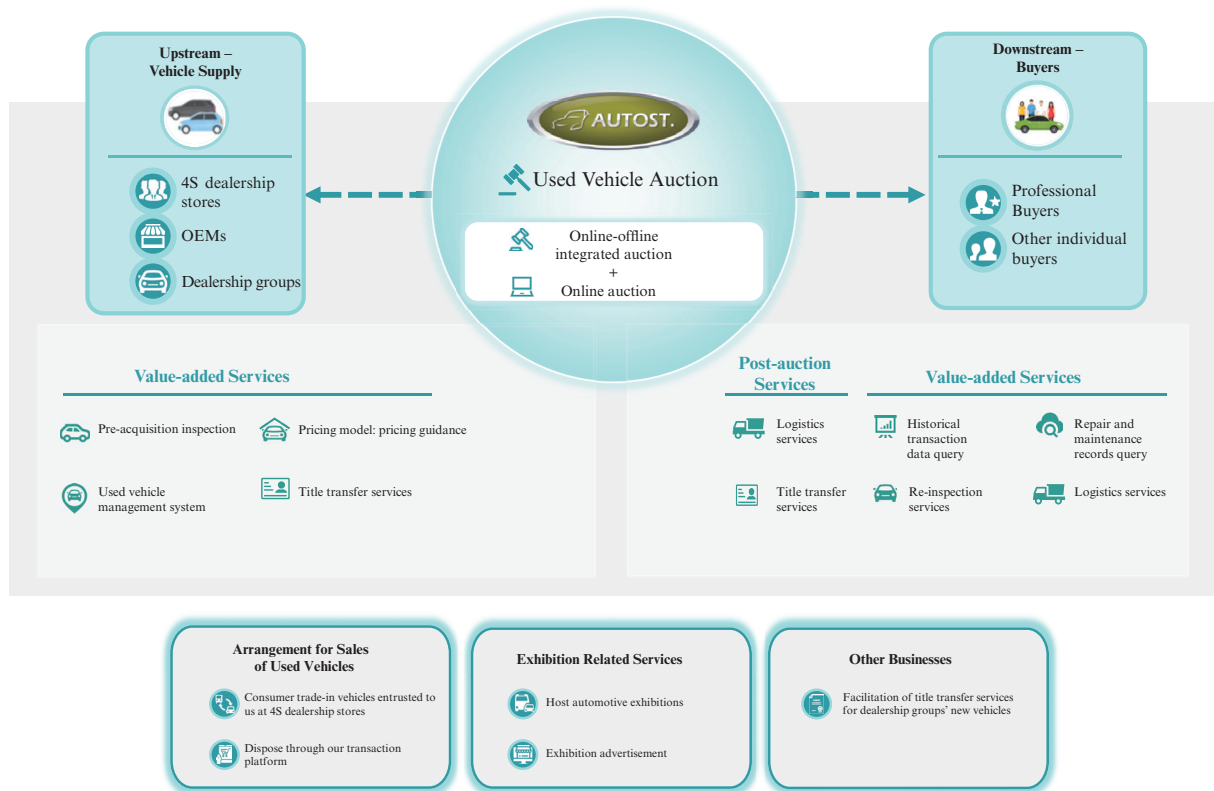 Upstream –
Vehicle Supply
4S dealership
stores
OEMs
Dealership groups
AUTOST.
Used Vehicle Auction
Online-offline
integrated auction
+
Online auction
Downstream –
Buyers
Professional
Buyers
Other individual
buyers
Value-added Services
Pre-acquisition inspection
Pricing model: pricing guidance
Used vehicle
management system
Title transfer services
Post-auction
Services
Logistics
services
Title transfer
services
Value-added Services
Historical
transaction
data query
Repair and
maintenance
records query
Re-inspection
services
Logistics services
Arrangement for Sales
of Used Vehicles
Consumer trade-in vehicles entrusted to
us at 4S dealership stores
Dispose through our transaction
platform
Exhibition Related Services
Host automotive exhibitions
Exhibition advertisement
Other Businesses
Facilitation of title transfer services
for dealership groups’ new vehicles